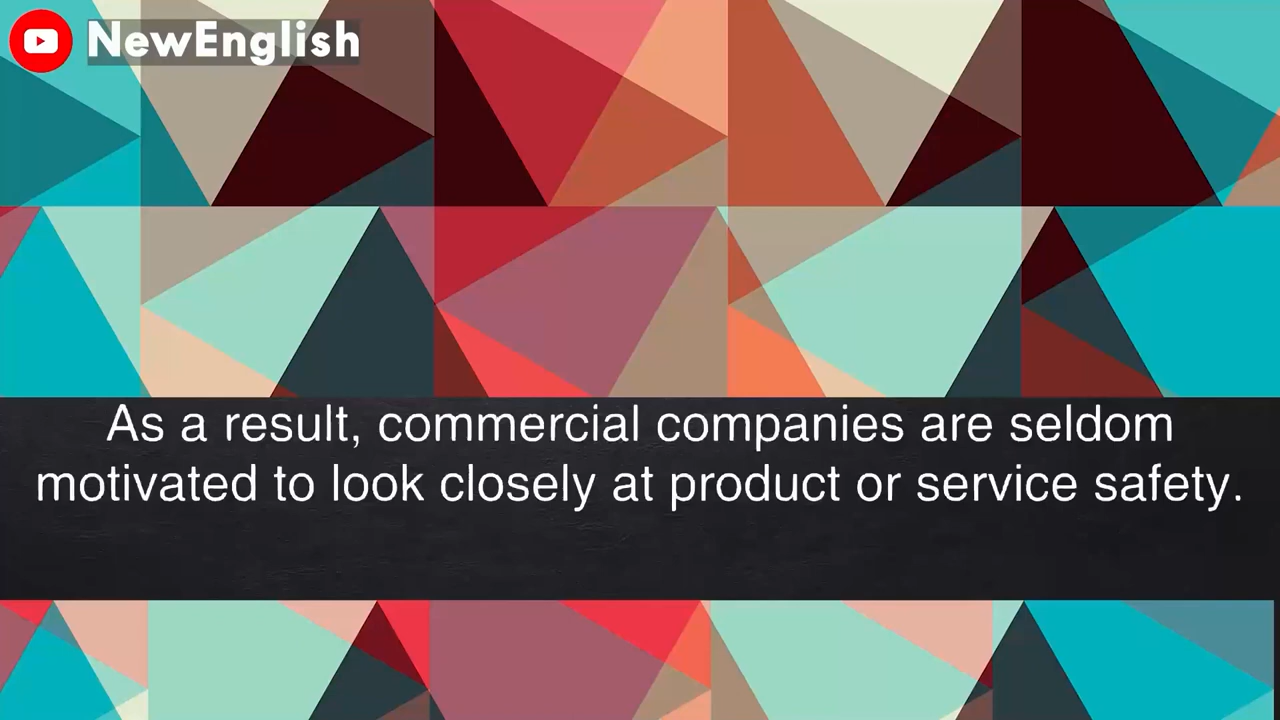 NewEnglish
As a result, commercial companies are seldom
motivated to look closely at product or service safety.